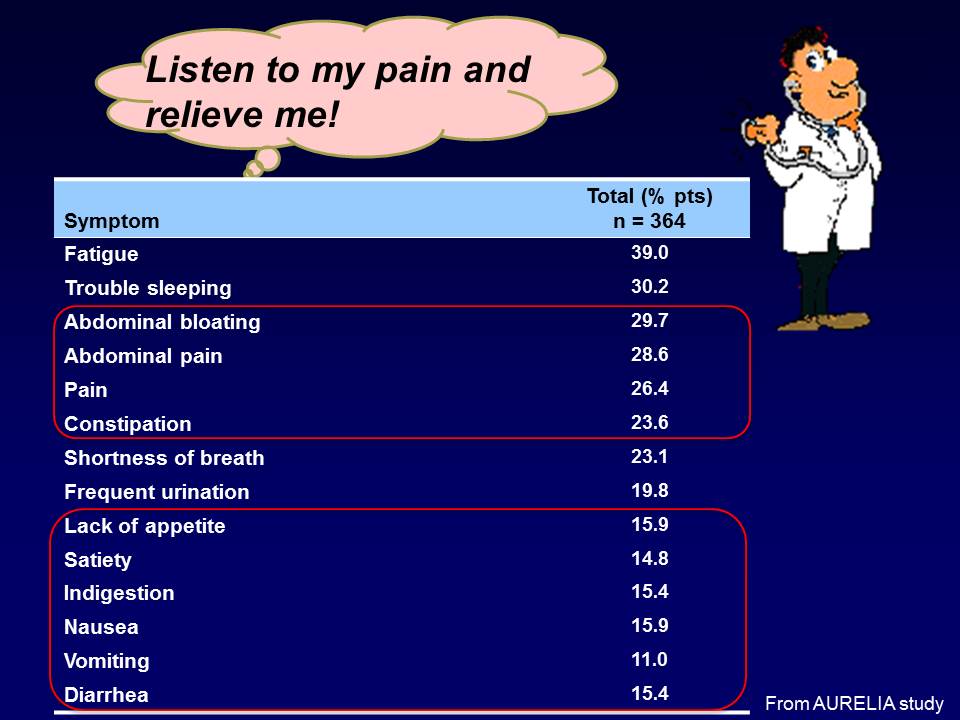 Listen to my pain and
relieve me!
Total (% pts)
Symptom n = 364
Fatigue 39.0
Trouble sleeping 30.2
Abdominal bloating 29.7
Abdominal pain 28.6
Pain 26.4
Constipation 23.6
Shortness of breath 23.1
Frequent urination 19.8
Lack of appetite 15.9
Satiety 14.8
Indigestion 15.4
Nausea 15.9
Vomiting 11.0
Diarrhea 15.4
From AURELIA study